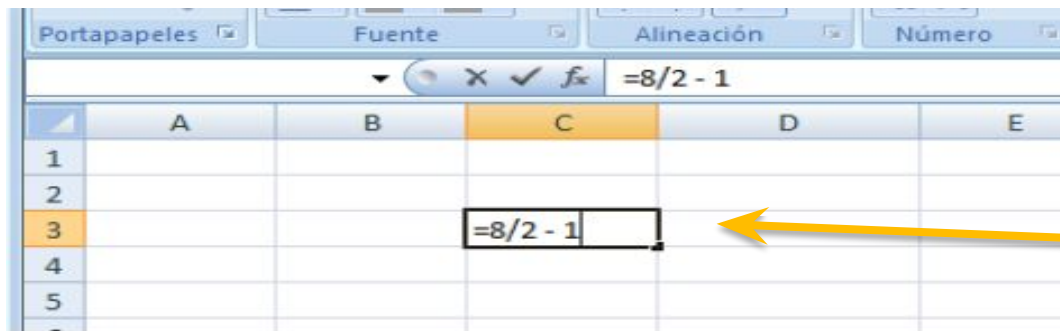 Portapapeles Fuente Alineación Número
fx =8/2 - 1
A B C D E
1
2
3 =8/2 - 1
4
5